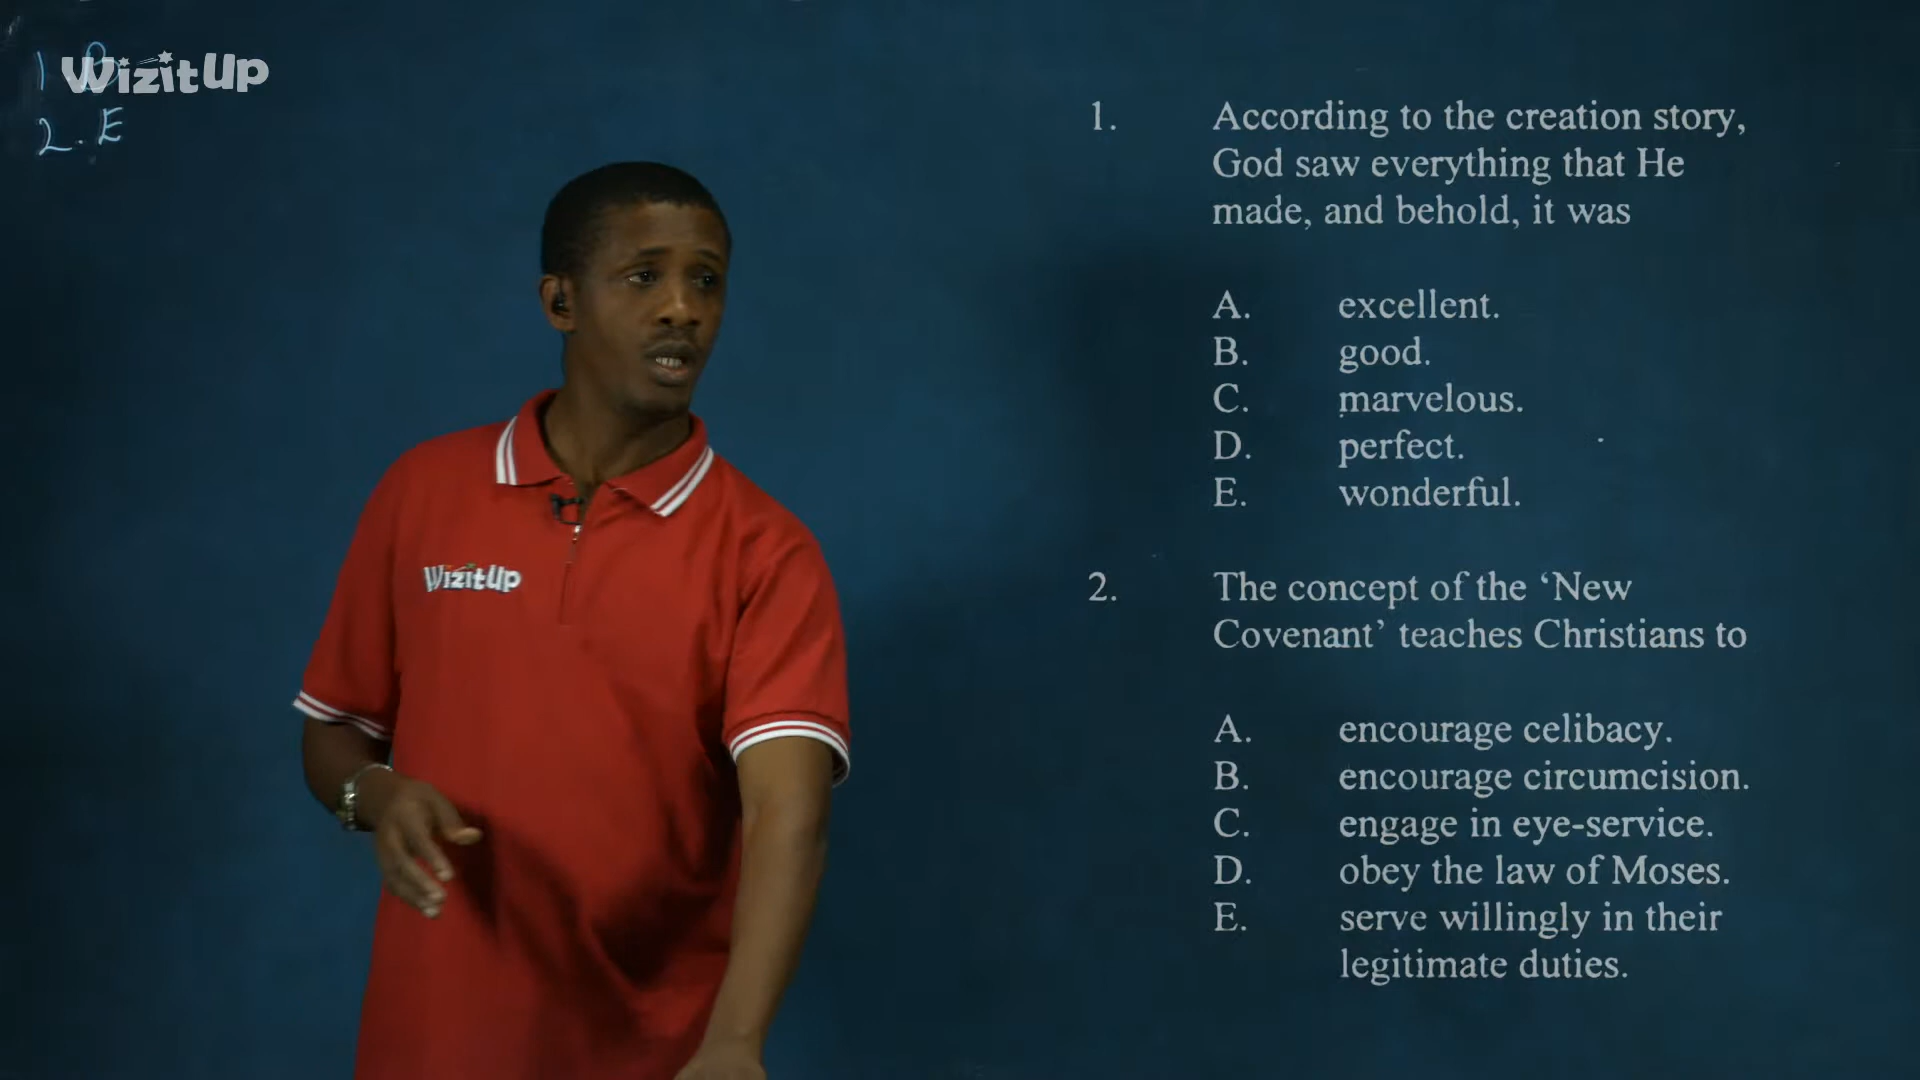 WizitUp
1 B
2. E
1. According to the creation story,
God saw everything that He
made, and behold, it was
A. excellent.
B. good.
C. marvelous.
D. perfect.
E. wonderful.
2. The concept of the ‘New
Covenant’ teaches Christians to
A. encourage celibacy.
B. encourage circumcision.
C. engage in eye-service.
D. obey the law of Moses.
E. serve willingly in their
legitimate duties.
WizitUp